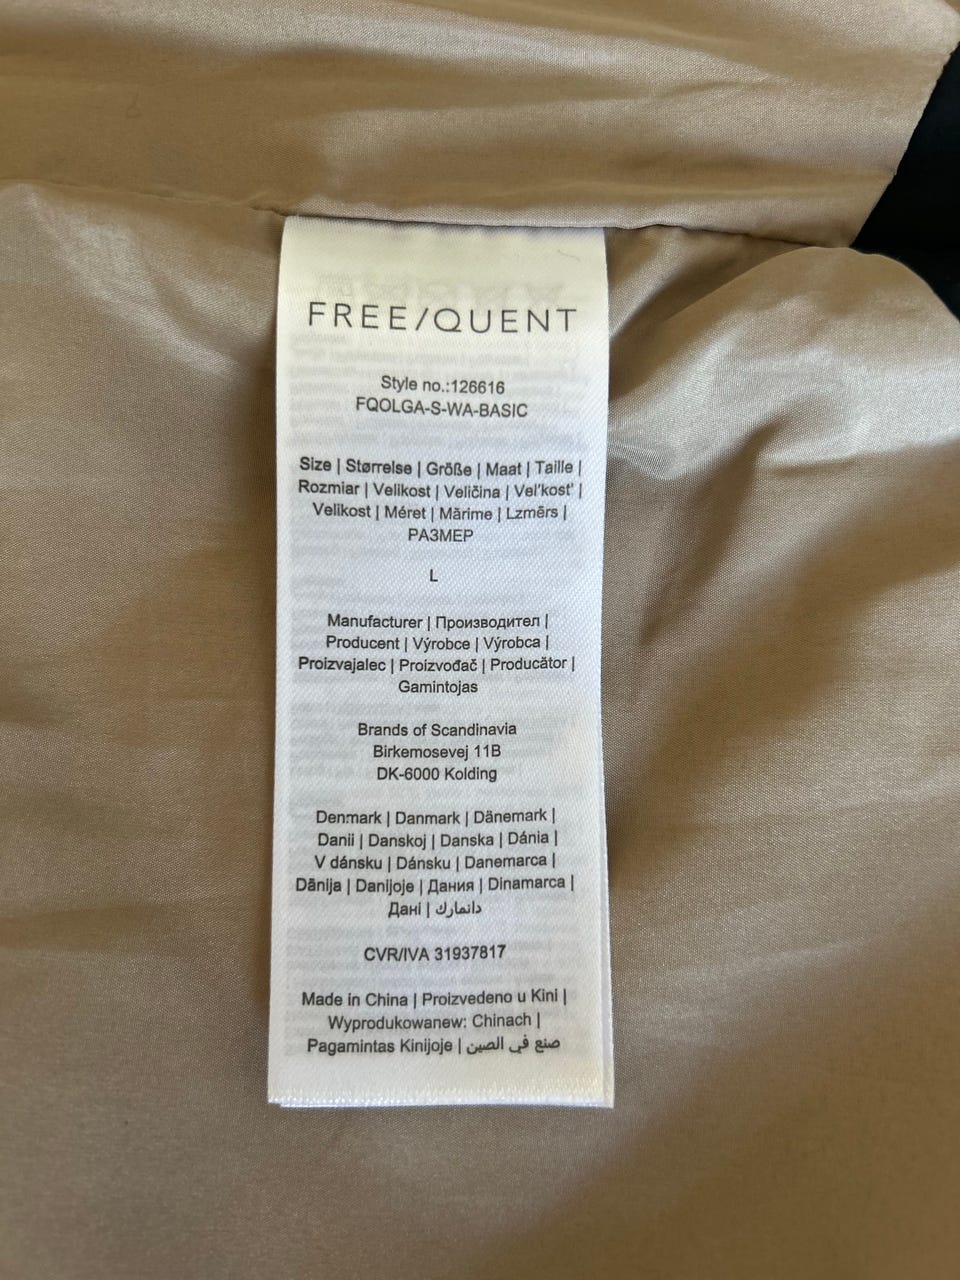 FREE/QUENT
Style no.:126616
FQOLGA-S-WA-BASIC
Size | Størrelse | Größe | Maat | Taille |
Rozmiar | Velikost | Veličina | Vel'kost' |
Velikost | Méret | Mărime | Lzmērs |
РАЗМЕР
L
Manufacturer | Производител |
Producent | Výrobce | Výrobca |
Proizvajalec | Proizvođač | Producător |
Gamintojas
Brands of Scandinavia
Birkemosevej 11B
DK-6000 Kolding
Denmark | Danmark | Dänemark |
Danii | Danskoj | Danska | Dánia |
V dánsku | Dánsku | Danemarca |
Dānija | Danijoje | Дания | Dinamarca |
Дані | دانمارك
CVR/IVA 31937817
Made in China | Proizvedeno u Kini |
Wyprodukowanew: Chinach |
Pagamintas Kinijoje | صنع في الصين